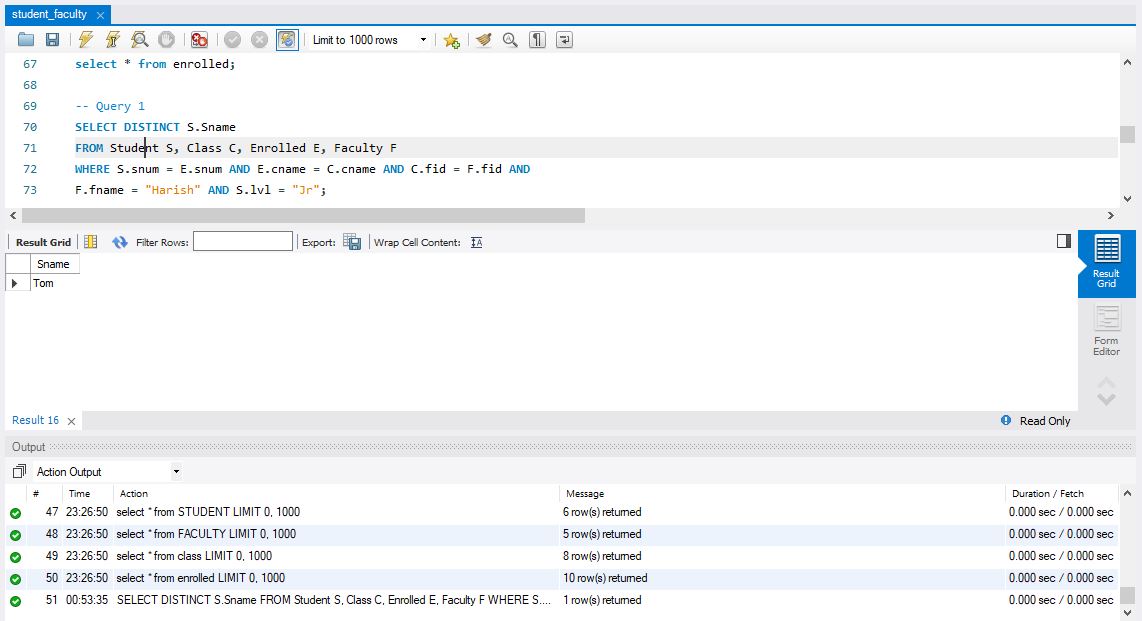 student_faculty
Limit to 1000 rows
67 select * from enrolled;
68
69 -- Query 1
70 SELECT DISTINCT S.Sname
71 FROM Student S, Class C, Enrolled E, Faculty F
72 WHERE S.snum = E.snum AND E.cname = C.cname AND C.fid = F.fid AND
73 F.fname = "Harish" AND S.lvl = "Jr";
Result Grid Filter Rows: Export: Wrap Cell Content: IA
Sname
Tom
Result
Grid
Form
Editor
Result 16 Read Only
Output
Action Output
# Time Action Message Duration / Fetch
47 23:26:50 select * from STUDENT LIMIT 0, 1000 6 row(s) returned 0.000 sec / 0.000 sec
48 23:26:50 select * from FACULTY LIMIT 0, 1000 5 row(s) returned 0.000 sec / 0.000 sec
49 23:26:50 select * from class LIMIT 0, 1000 8 row(s) returned 0.000 sec / 0.000 sec
50 23:26:50 select * from enrolled LIMIT 0, 1000 10 row(s) returned 0.000 sec / 0.000 sec
51 00:53:35 SELECT DISTINCT S.Sname FROM Student S, Class C, Enrolled E, Faculty F WHERE S.... 1 row(s) returned 0.000 sec / 0.000 sec